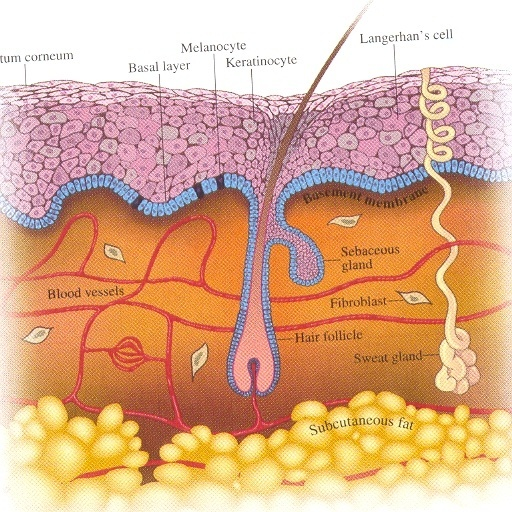 tum corneum
Melanocyte
Basal layer
Keratinocyte
Langerhan's cell
Basement membrane
Sebaceous
gland
Blood vessels
Fibroblast
Hair follicle
Sweat gland
Subcutaneous fat